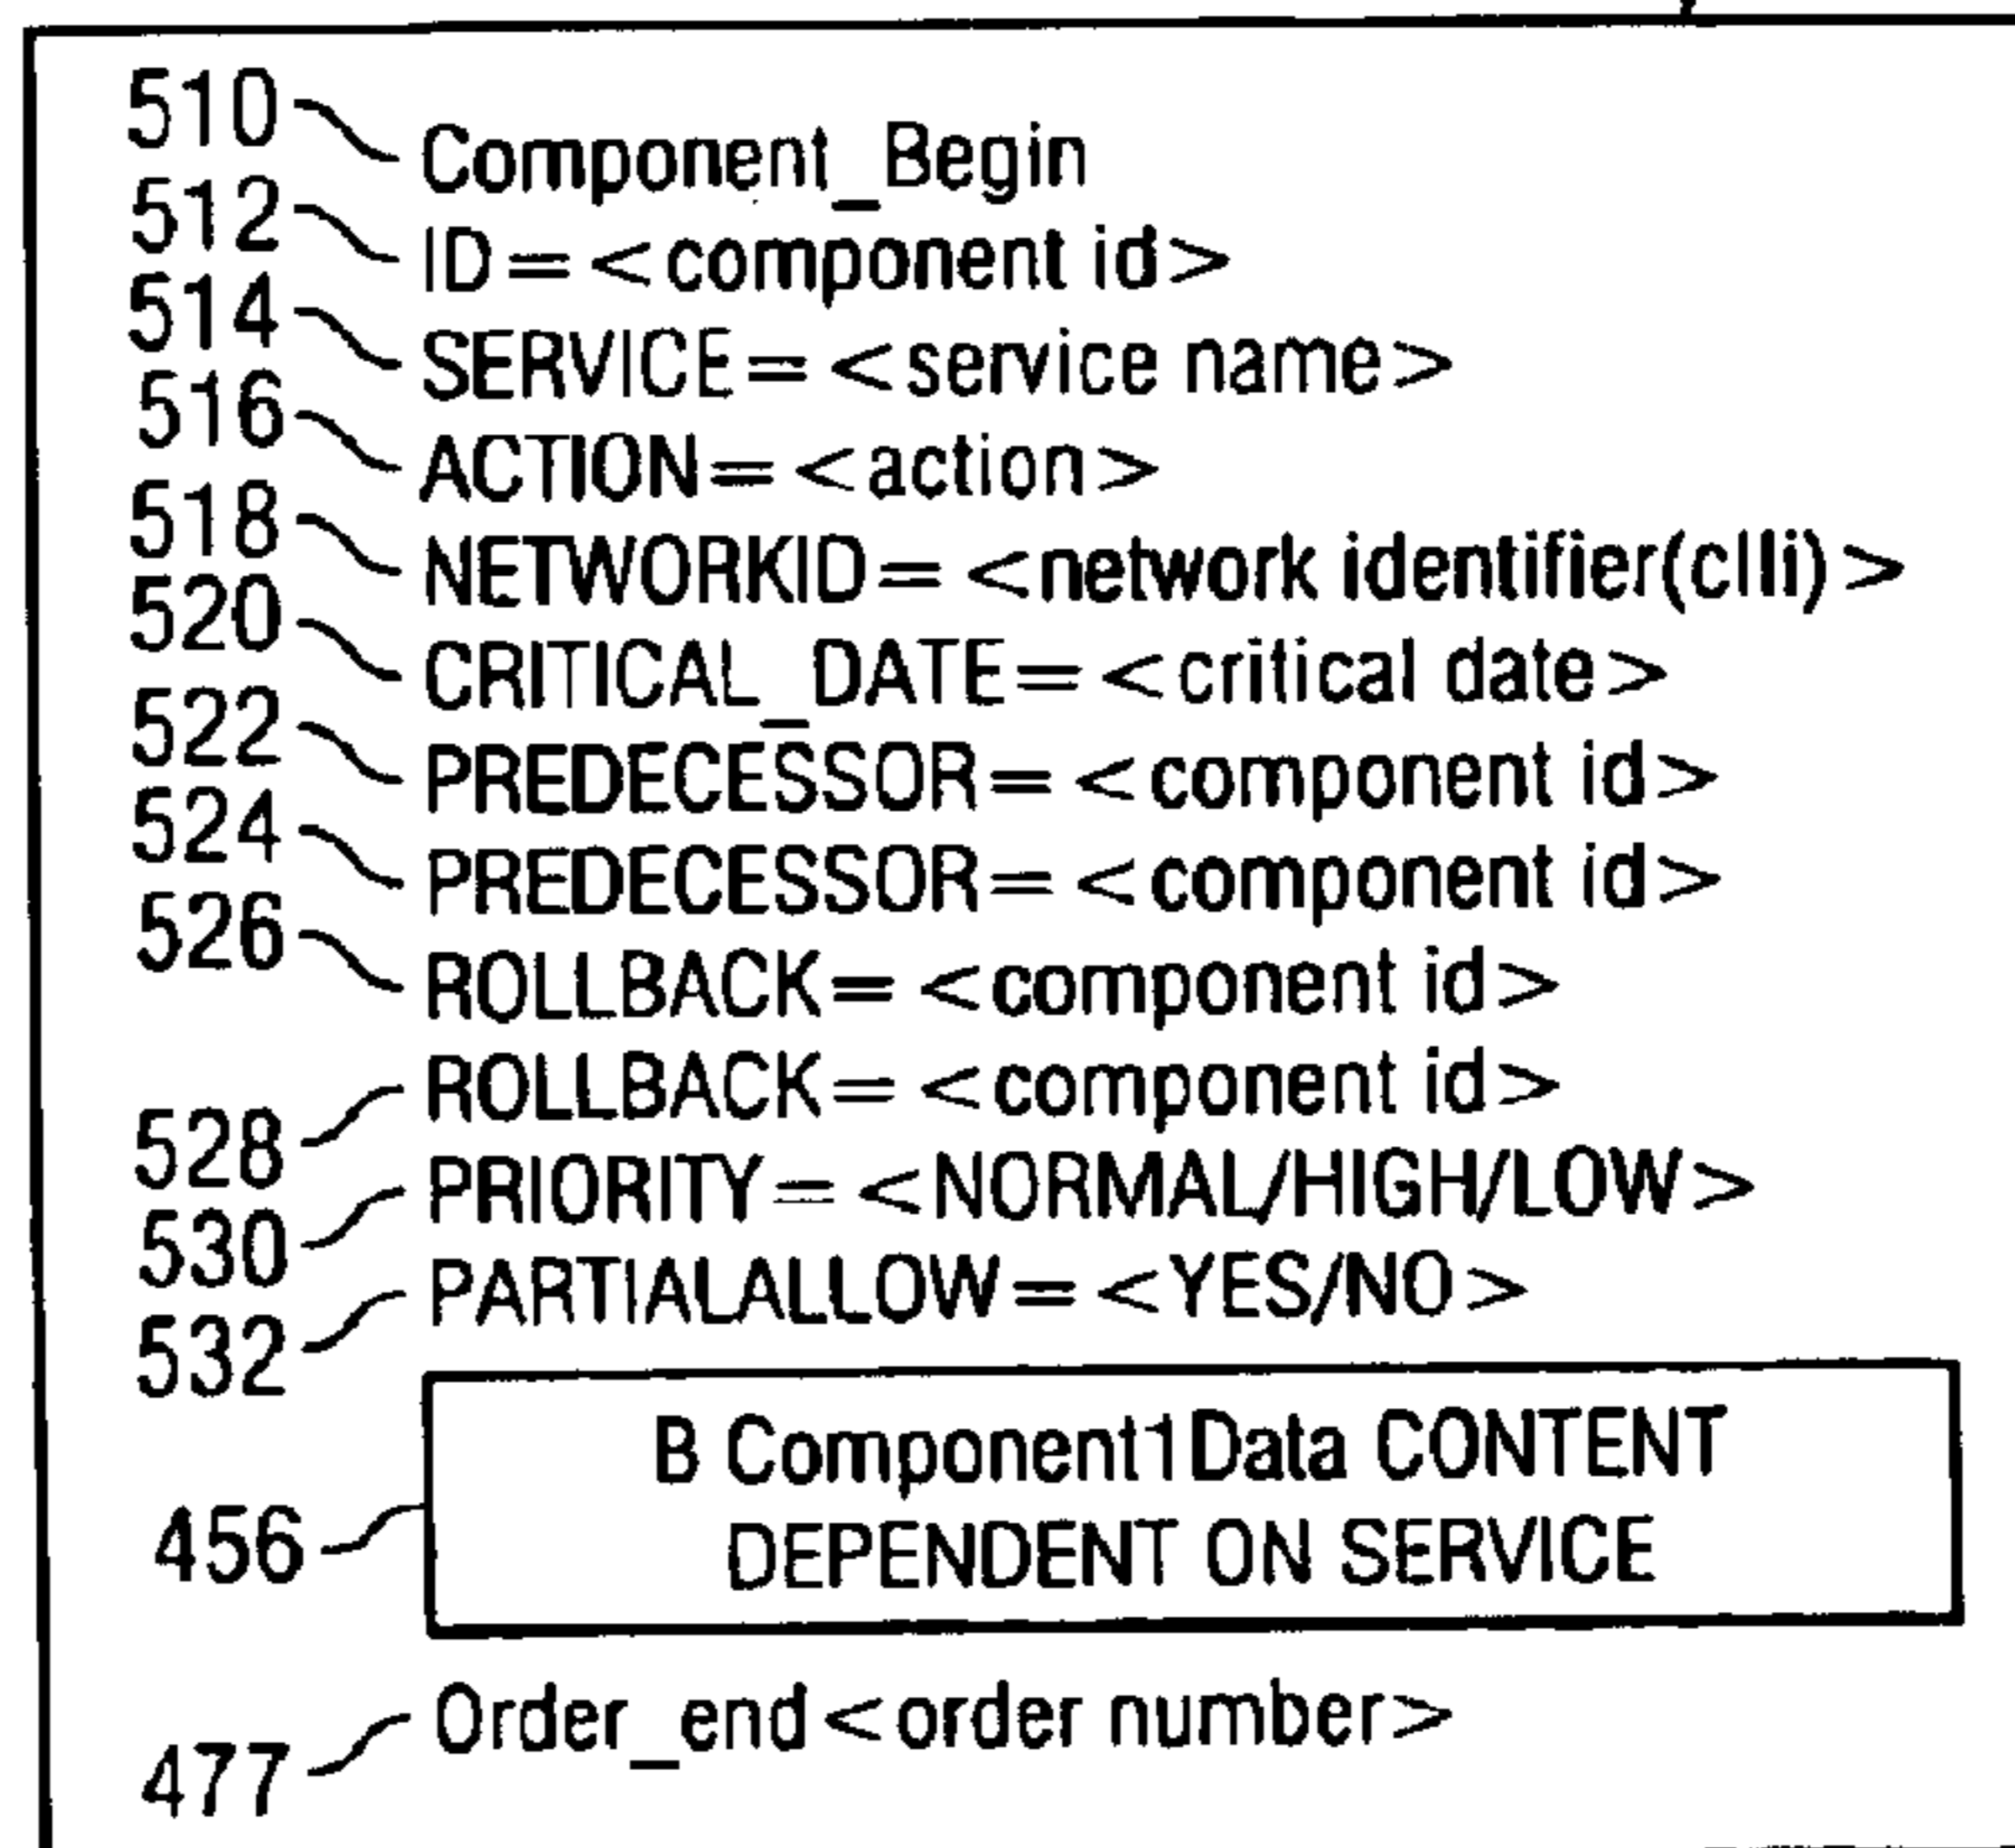 510 Component_Begin
512 ID=<component id>
514 SERVICE=<service name>
516 ACTION=<action>
518 NETWORKID=<network identifier(clli)>
520 CRITICAL_DATE=<critical date>
522 PREDECESSOR=<component id>
524 PREDECESSOR=<component id>
526 ROLLBACK=<component id>
528 ROLLBACK=<component id>
530 PRIORITY=<NORMAL/HIGH/LOW>
532 PARTIALALLOW=<YES/NO>
B Component1Data CONTENT
456 DEPENDENT ON SERVICE
477 Order_end<order number>